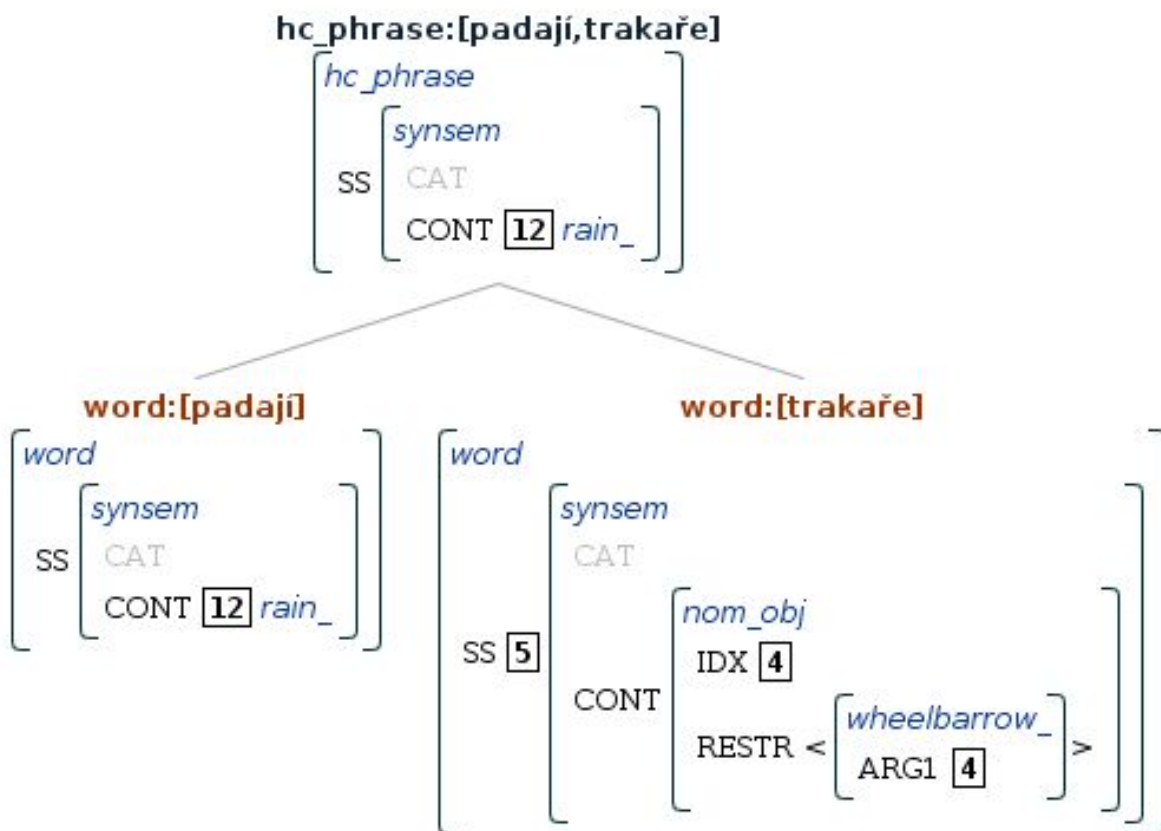 hc_phrase:[padají,trakaře]
hc_phrase
synsem
SS
CAT
CONT 12 rain_
word:[padají]
word
synsem
SS
CAT
CONT 12 rain_
word:[trakaře]
word
synsem
CAT
nom_obj
IDX 4
SS 5
CONT
wheelbarrow_
RESTR < >
ARG1 4